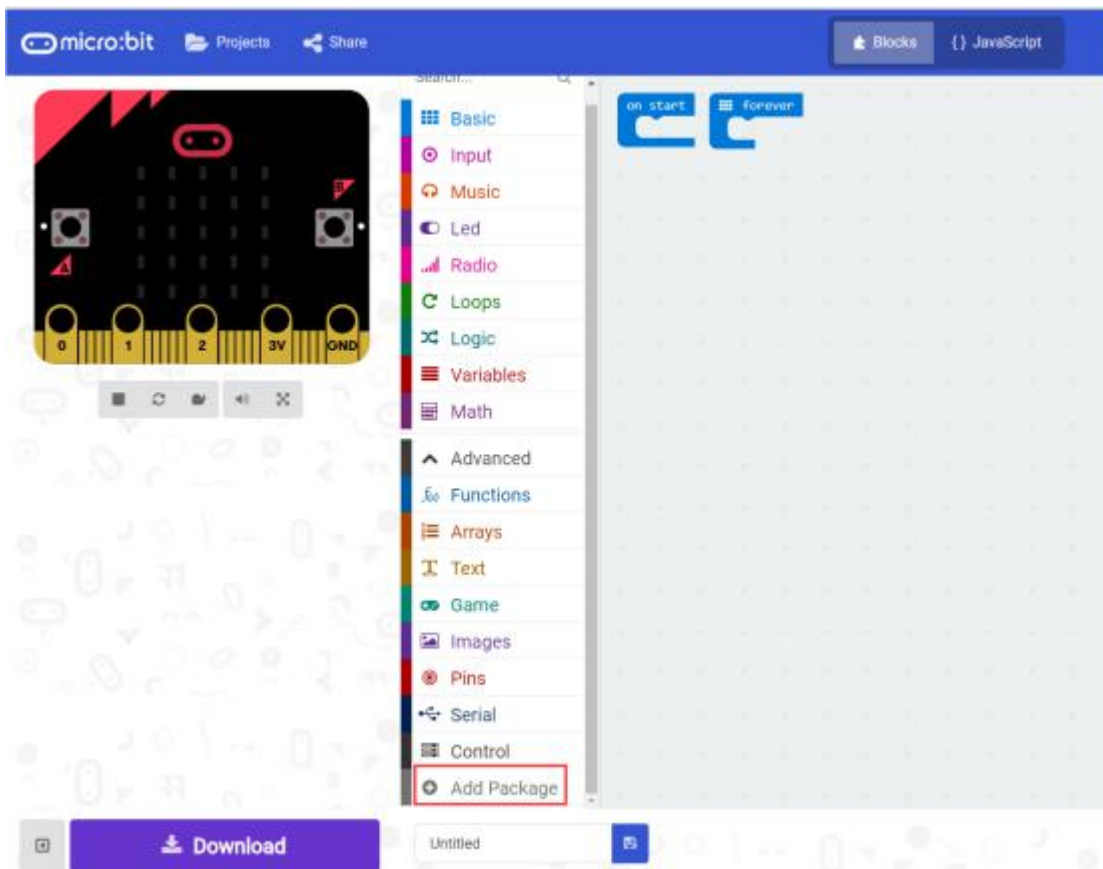 micro:bit Projects Share Blocks {} JavaScript
Search...
Basic
Input
Music
Led
Radio
Loops
Logic
Variables
Math
Advanced
f(x) Functions
Arrays
Text
Game
Images
Pins
Serial
Control
Add Package
on start
forever
B
A
0 1 2 3V GND
Download
Untitled